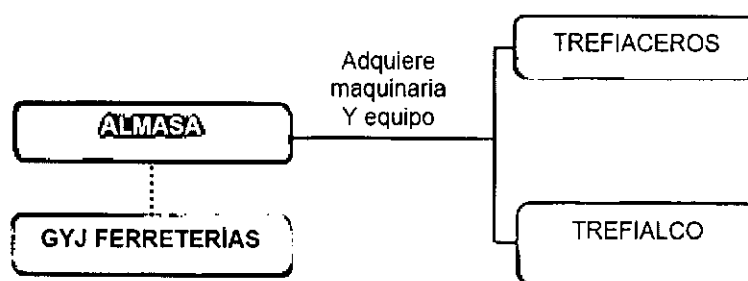 TREFIACEROS
Adquiere
maquinaria
Y equipo
ALMASA
GYJ FERRETERÍAS
TREFIALCO